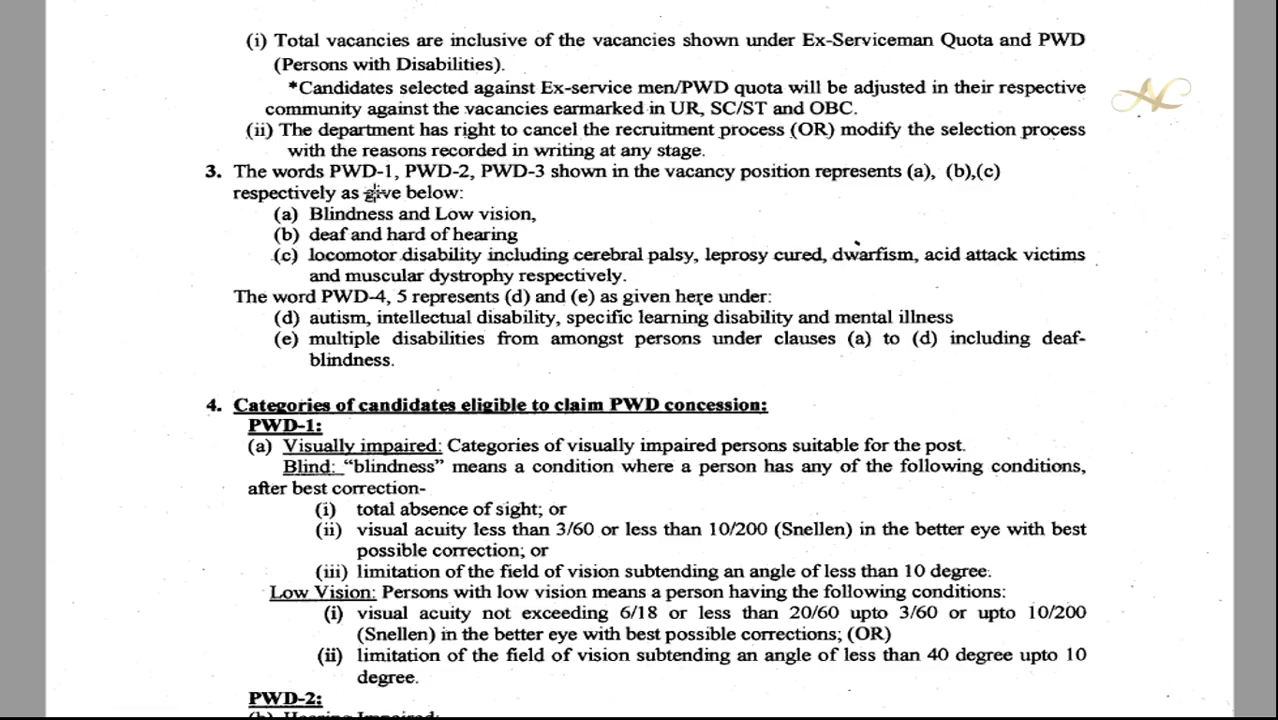 (i) Total vacancies are inclusive of the vacancies shown under Ex-Serviceman Quota and PWD
(Persons with Disabilities).
*Candidates selected against Ex-service men/PWD quota will be adjusted in their respective
community against the vacancies earmarked in UR, SC/ST and OBC.
(ii) The department has right to cancel the recruitment process (OR) modify the selection process
with the reasons recorded in writing at any stage.
3. The words PWD-1, PWD-2, PWD-3 shown in the vacancy position represents (a), (b),(c)
respectively as give below:
(a) Blindness and Low vision,
(b) deaf and hard of hearing
(c) locomotor disability including cerebral palsy, leprosy cured, dwarfism, acid attack victims
and muscular dystrophy respectively.
The word PWD-4, 5 represents (d) and (e) as given here under:
(d) autism, intellectual disability, specific learning disability and mental illness
(e) multiple disabilities from amongst persons under clauses (a) to (d) including deaf-
blindness.
4. Categories of candidates eligible to claim PWD concession:
PWD-1:
(a) Visually impaired: Categories of visually impaired persons suitable for the post.
Blind: “blindness” means a condition where a person has any of the following conditions,
after best correction-
(i) total absence of sight; or
(ii) visual acuity less than 3/60 or less than 10/200 (Snellen) in the better eye with best
possible correction; or
(iii) limitation of the field of vision subtending an angle of less than 10 degree.
Low Vision: Persons with low vision means a person having the following conditions:
(i) visual acuity not exceeding 6/18 or less than 20/60 upto 3/60 or upto 10/200
(Snellen) in the better eye with best possible corrections; (OR)
(ii) limitation of the field of vision subtending an angle of less than 40 degree upto 10
degree.
PWD-2:
(b) Hearing Impaired: